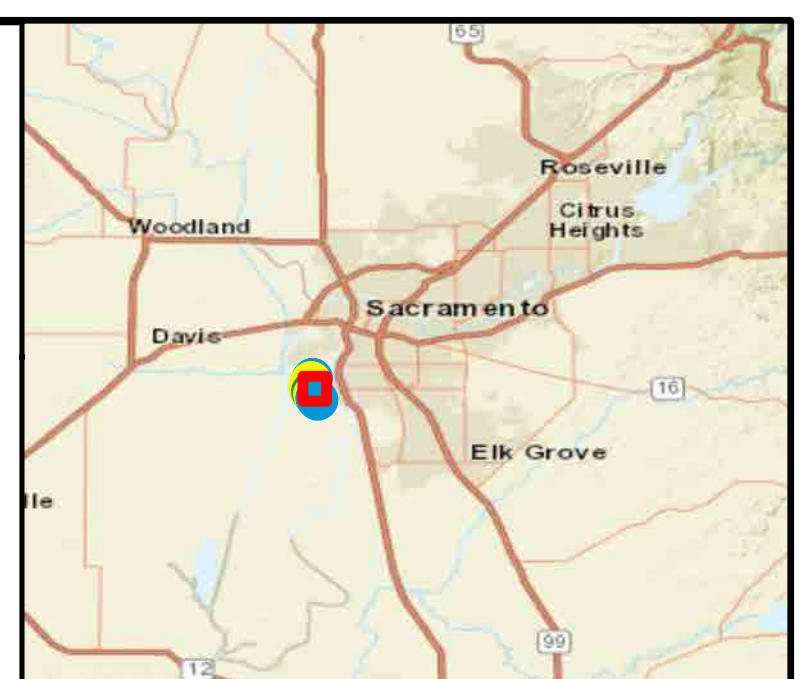 65
Roseville
Citrus
Heights
Woodland
Sacramento
Davis
16
Elk Grove
lle
99
12